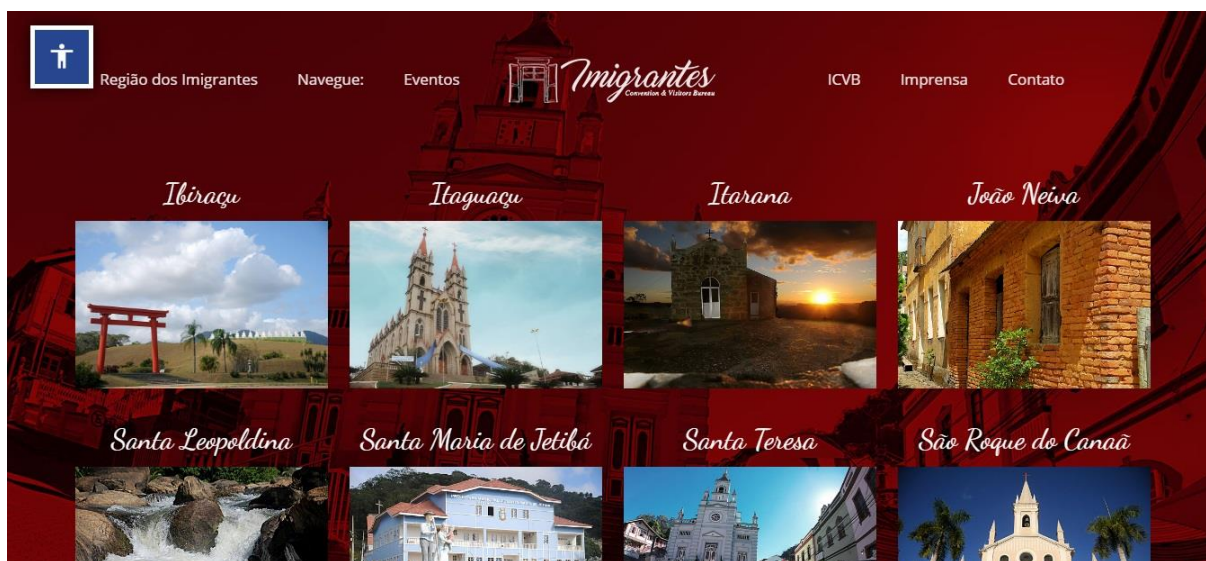 Região dos Imigrantes Navegue: Eventos Imigrantes ICVB Imprensa Contato
Convention & Visitors Bureau
Ibiraçu Itaguaçu Itarana João Neiva
Santa Leopoldina Santa Maria de Jetibá Santa Teresa São Roque do Canaã